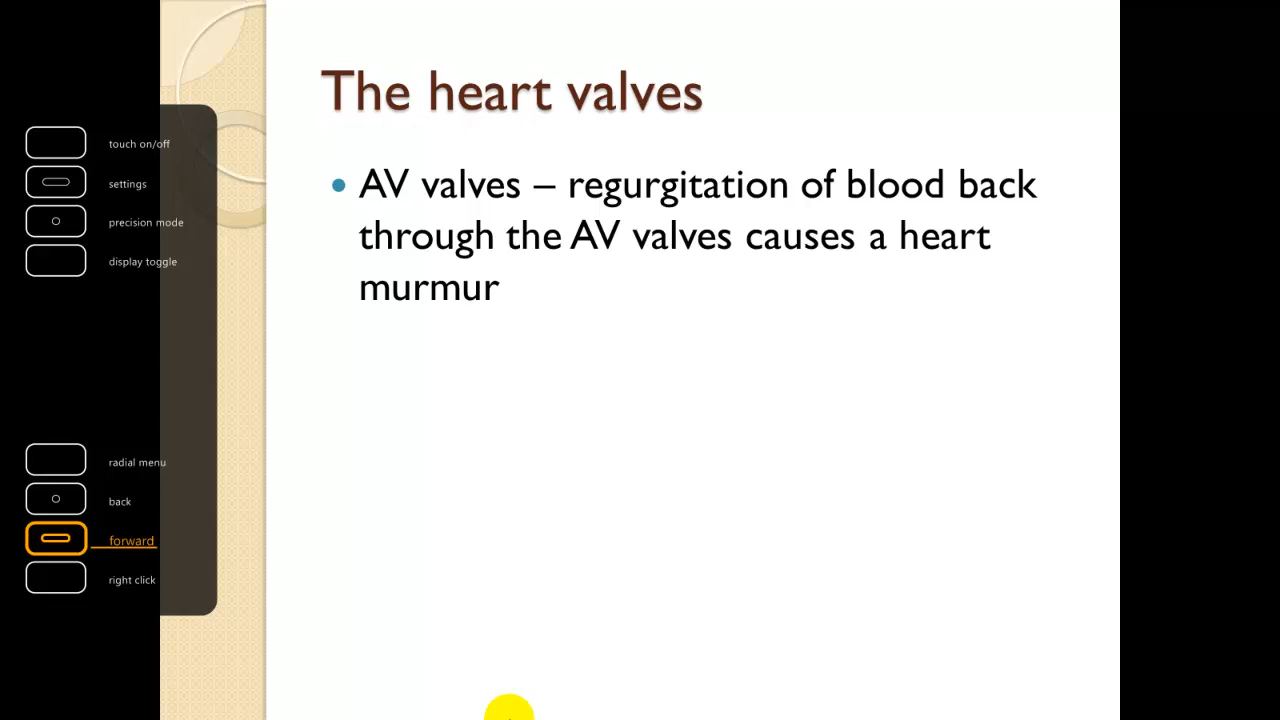 The heart valves
AV valves – regurgitation of blood back
through the AV valves causes a heart
murmur
touch on/off
settings
precision mode
display toggle
radial menu
back
forward
right click